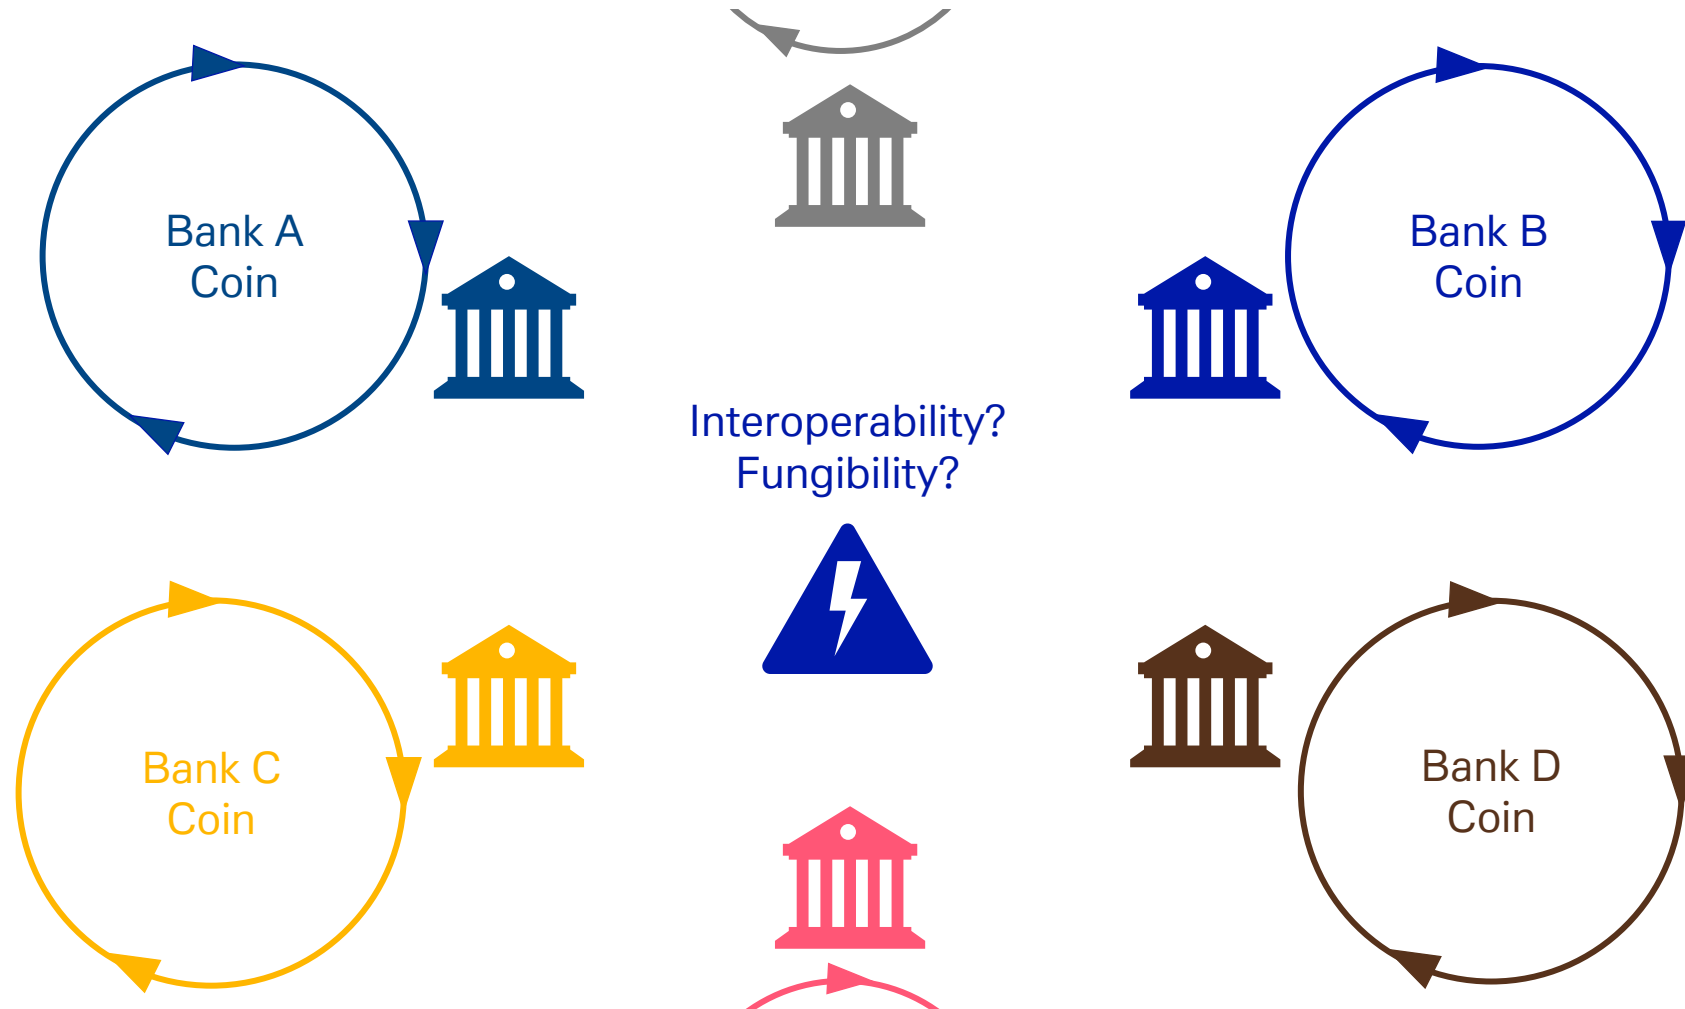 Bank A
Coin
Bank B
Coin
Interoperability?
Fungibility?
Bank C
Coin
Bank D
Coin